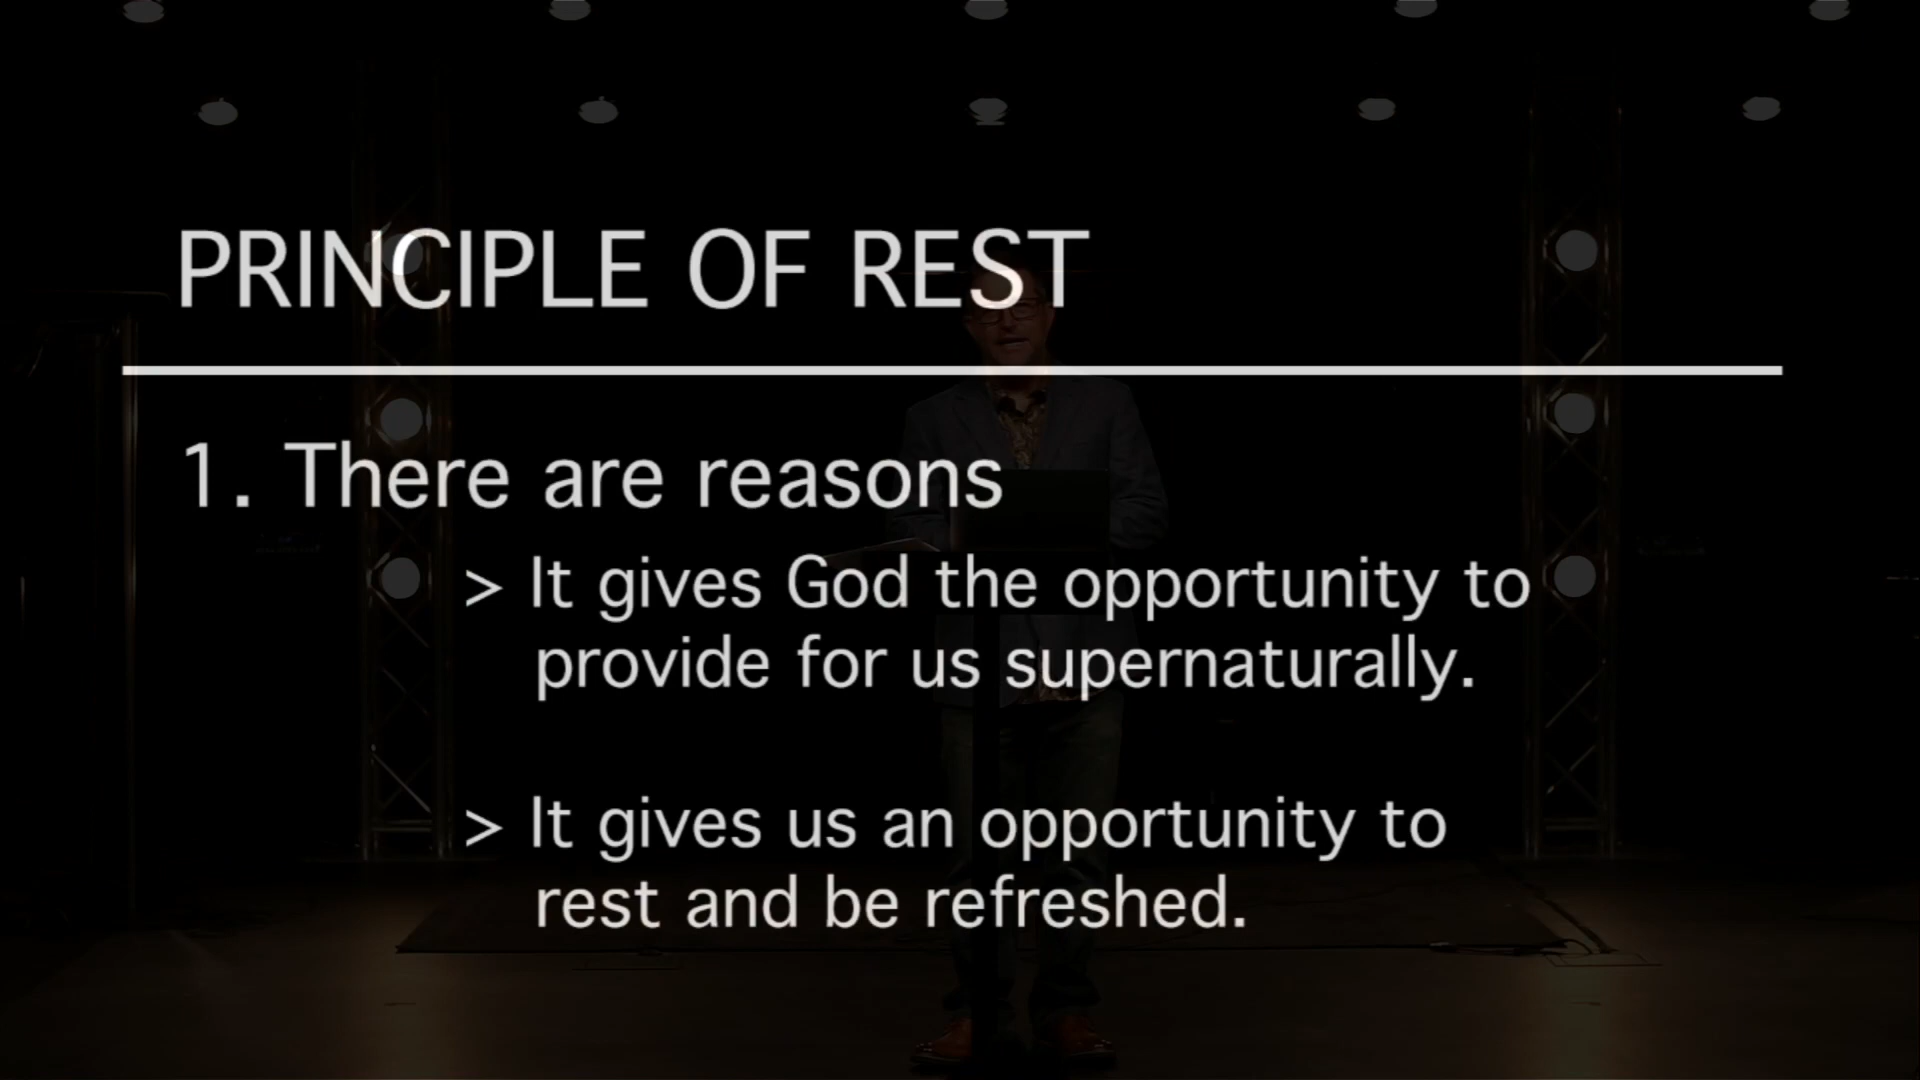 PRINCIPLE OF REST
1. There are reasons
> It gives God the opportunity to
provide for us supernaturally.
> It gives us an opportunity to
rest and be refreshed.